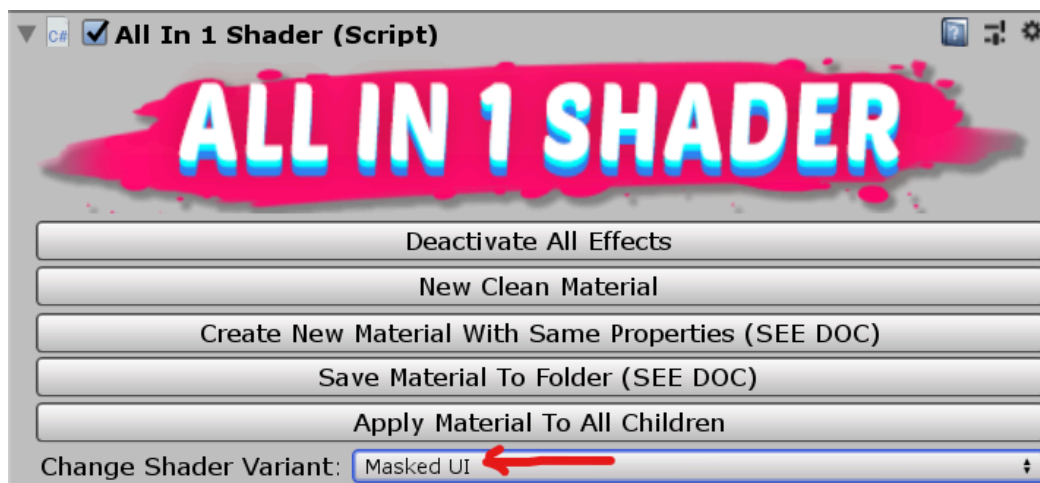 C# All In 1 Shader (Script)
ALL IN 1 SHADER
Deactivate All Effects
New Clean Material
Create New Material With Same Properties (SEE DOC)
Save Material To Folder (SEE DOC)
Apply Material To All Children
Change Shader Variant: Masked UI